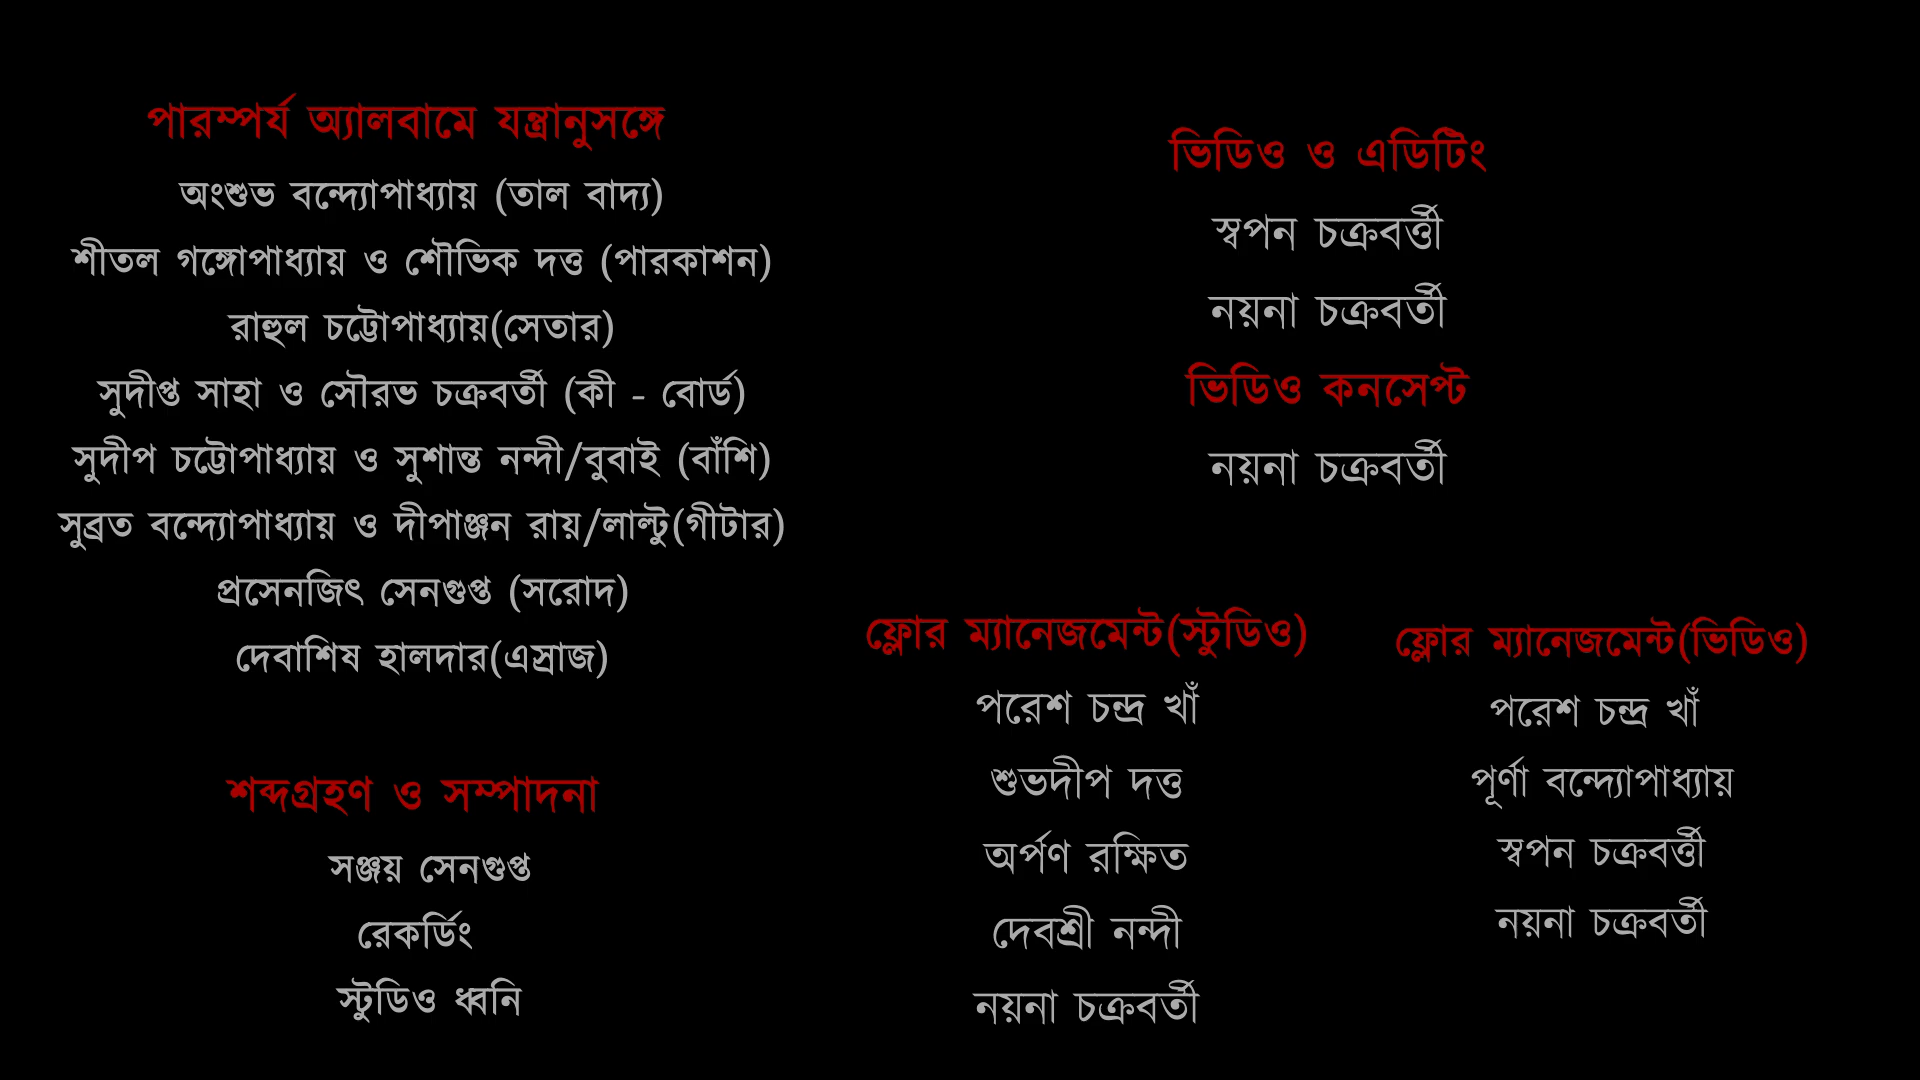 পারম্পর্য অ্যালবামে যন্ত্রানুসঙ্গে
অংশুভ বন্দ্যোপাধ্যায় (তাল বাদ্য)
শীতল গঙ্গোপাধ্যায় ও শৌভিক দত্ত (পারকাশন)
রাহুল চট্টোপাধ্যায়(সেতার)
সুদীপ্ত সাহা ও সৌরভ চক্রবর্তী (কী - বোর্ড)
সুদীপ চট্টোপাধ্যায় ও সুশান্ত নন্দী/বুবাই (বাঁশি)
সুব্রত বন্দ্যোপাধ্যায় ও দীপাঞ্জন রায়/লাল্টু(গীটার)
প্রসেনজিৎ সেনগুপ্ত (সরোদ)
দেবাশিষ হালদার(এস্রাজ)
শব্দগ্রহণ ও সম্পাদনা
সঞ্জয় সেনগুপ্ত
রেকর্ডিং
স্টুডিও ধ্বনি
ভিডিও ও এডিটিং
স্বপন চক্রবর্ত্তী
নয়না চক্রবর্তী
ভিডিও কনসেপ্ট
নয়না চক্রবর্তী
ফ্লোর ম্যানেজমেন্ট(স্টুডিও)
পরেশ চন্দ্র খাঁ
শুভদীপ দত্ত
অর্পণ রক্ষিত
দেবশ্রী নন্দী
নয়না চক্রবর্তী
ফ্লোর ম্যানেজমেন্ট(ভিডিও)
পরেশ চন্দ্র খাঁ
পূর্ণা বন্দ্যোপাধ্যায়
স্বপন চক্রবর্ত্তী
নয়না চক্রবর্তী